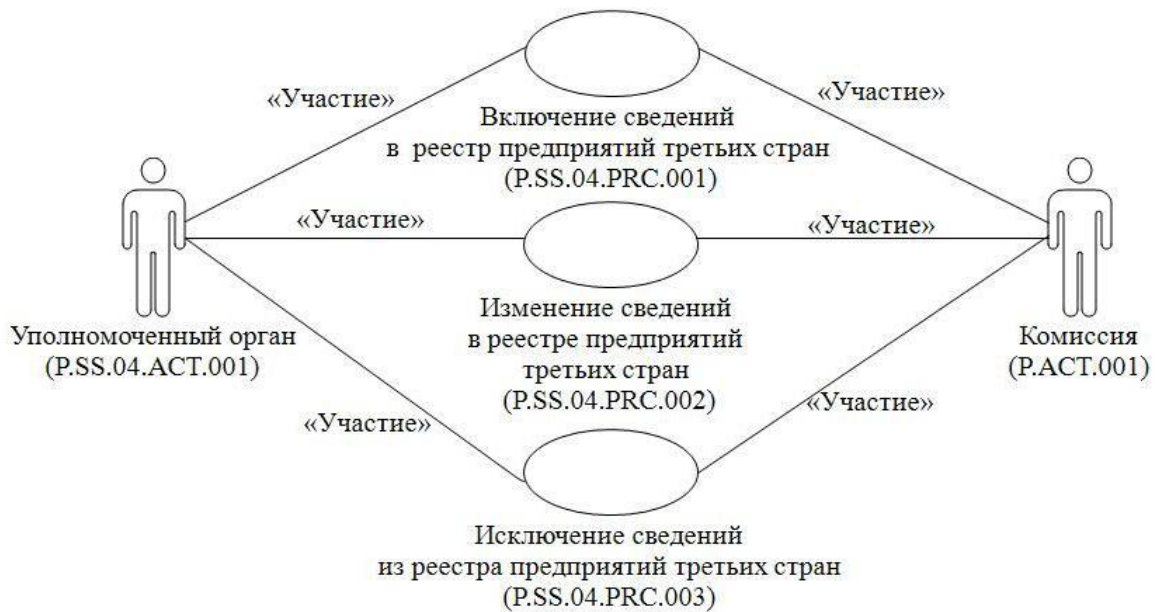 «Участие»
«Участие»
Включение сведений
в реестр предприятий третьих стран
(P.SS.04.PRC.001)
«Участие»
«Участие»
Уполномоченный орган
(P.SS.04.ACT.001)
Изменение сведений
в реестре предприятий
третьих стран
(P.SS.04.PRC.002)
Комиссия
(P.ACT.001)
«Участие»
«Участие»
Исключение сведений
из реестра предприятий третьих стран
(P.SS.04.PRC.003)